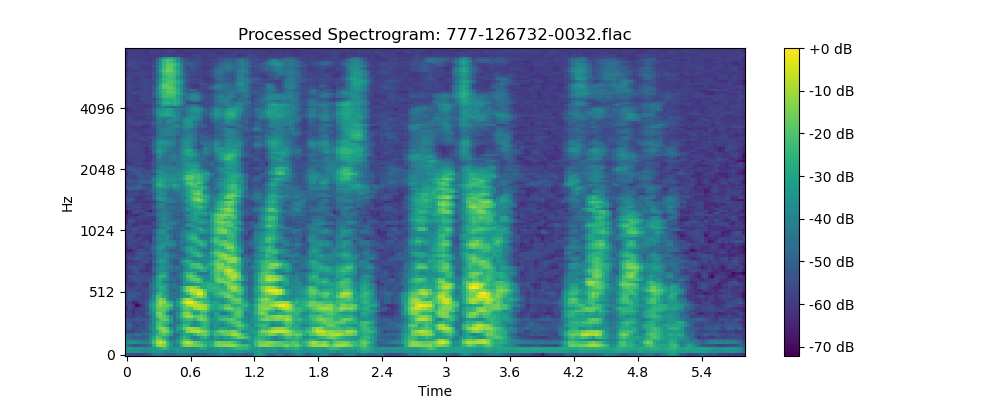 Processed Spectrogram: 777-126732-0032.flac
Hz
4096
2048
1024
512
0
0 0.6 1.2 1.8 2.4 3 3.6 4.2 4.8 5.4
Time
+0 dB
-10 dB
-20 dB
-30 dB
-40 dB
-50 dB
-60 dB
-70 dB